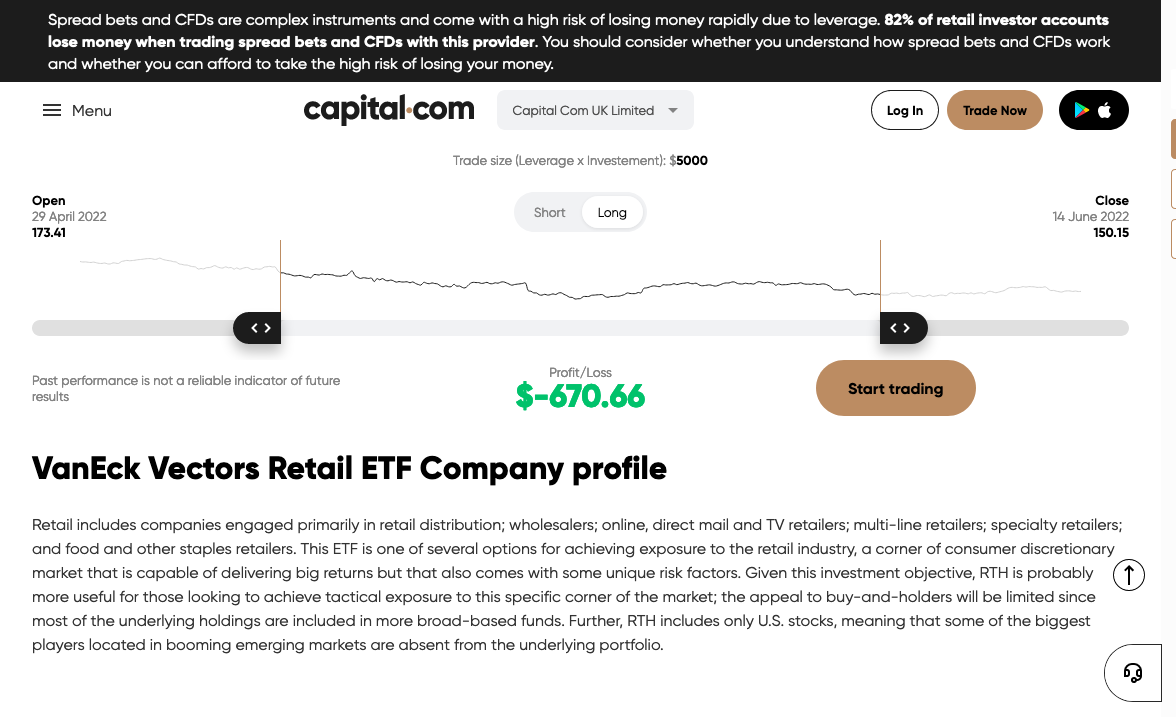 Spread bets and CFDs are complex instruments and come with a high risk of losing money rapidly due to leverage. 82% of retail investor accounts
lose money when trading spread bets and CFDs with this provider. You should consider whether you understand how spread bets and CFDs work
and whether you can afford to take the high risk of losing your money.
Menu
capital.com
Capital Com UK Limited
Log In
Trade Now
Trade size (Leverage x Investement): $5000
Open
29 April 2022
173.41
Short
Long
Close
14 June 2022
150.15
Past performance is not a reliable indicator of future
results
Profit/Loss
$-670.66
Start trading
VanEck Vectors Retail ETF Company profile
Retail includes companies engaged primarily in retail distribution; wholesalers; online, direct mail and TV retailers; multi-line retailers; specialty retailers;
and food and other staples retailers. This ETF is one of several options for achieving exposure to the retail industry, a corner of consumer discretionary
market that is capable of delivering big returns but that also comes with some unique risk factors. Given this investment objective, RTH is probably
more useful for those looking to achieve tactical exposure to this specific corner of the market; the appeal to buy-and-holders will be limited since
most of the underlying holdings are included in more broad-based funds. Further, RTH includes only U.S. stocks, meaning that some of the biggest
players located in booming emerging markets are absent from the underlying portfolio.